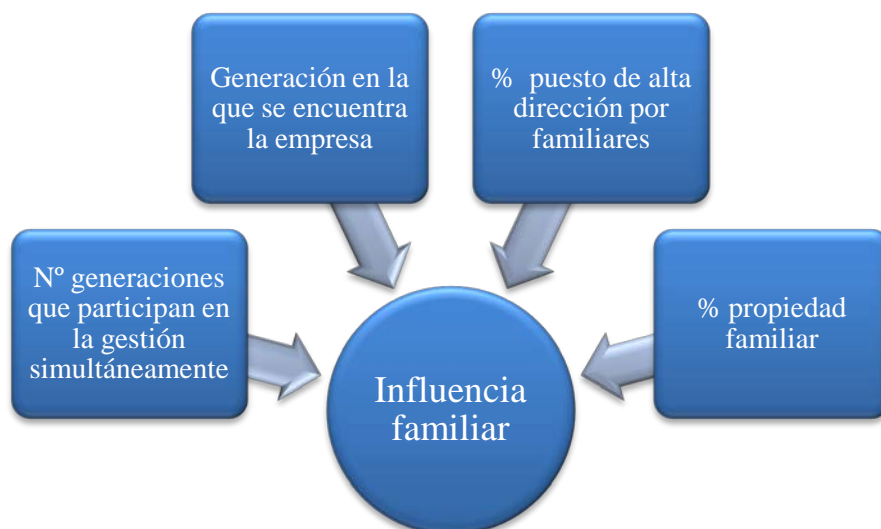 Generación en la
que se encuentra
la empresa
% puesto de alta
dirección por
familiares
Nº generaciones
que participan en
la gestión
simultáneamente
% propiedad
familiar
Influencia
familiar